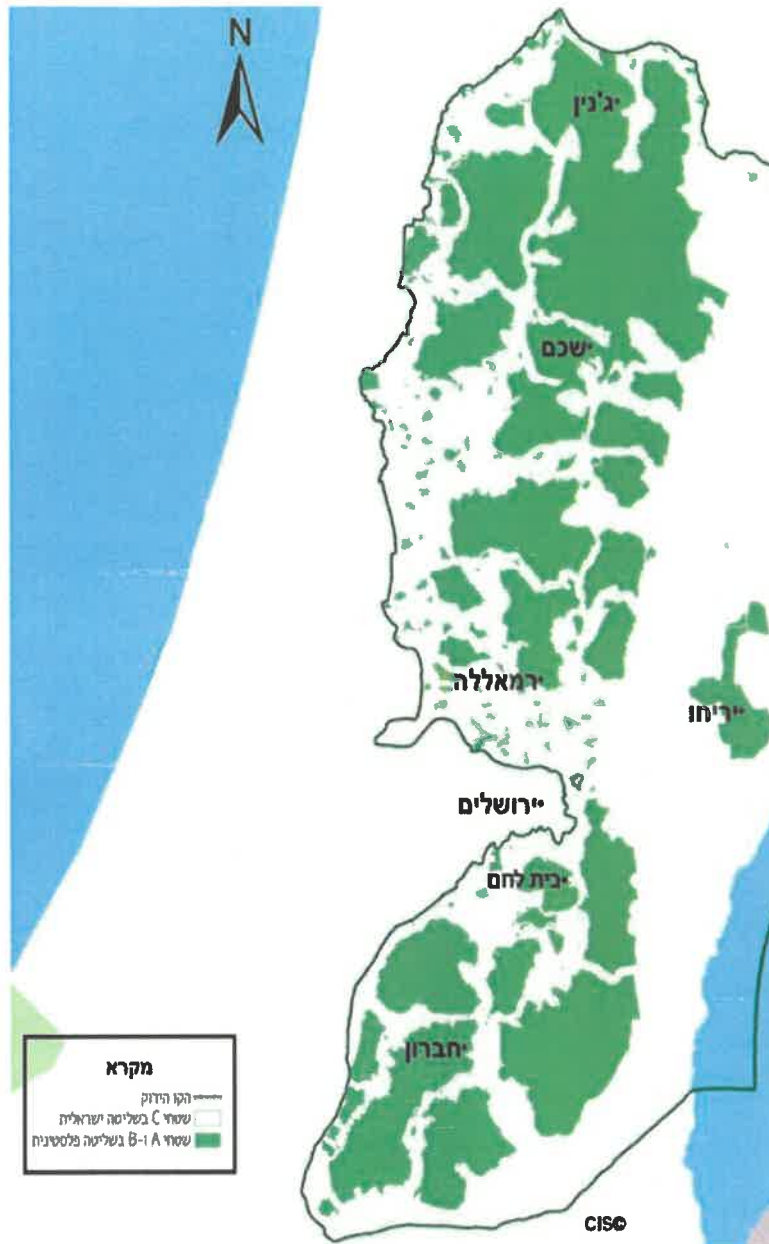 N
ג'נין
שכם
רמאללה
יריחו
ירושלים
בית לחם
חברון
מקרא
הקו הירוק
שטחי C בשליטה ישראלית
שטחי A ו-B בשליטה פלסטינית
CIS©